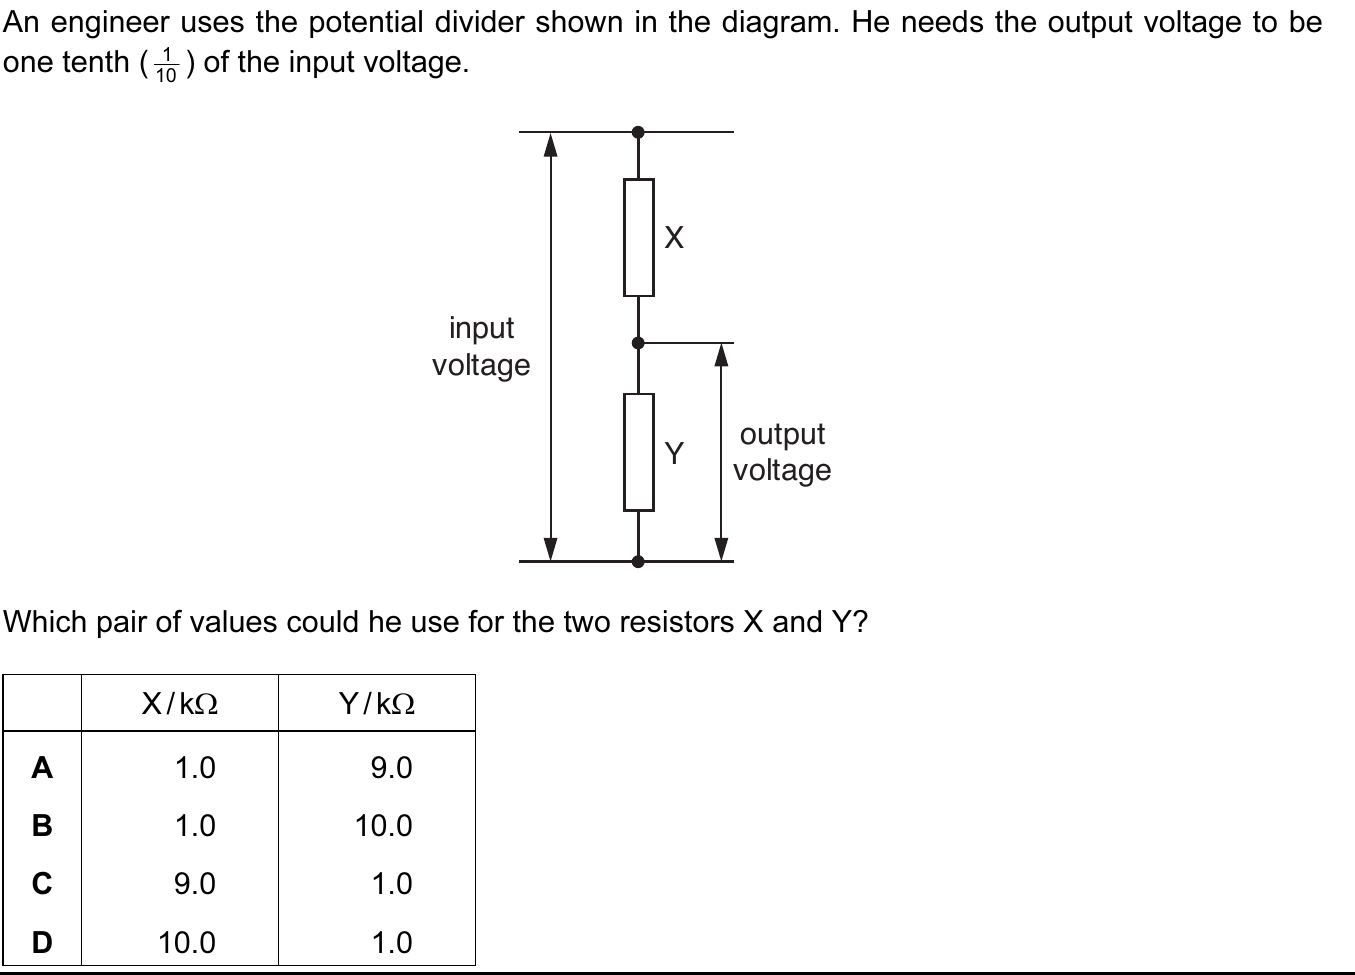 An engineer uses the potential divider shown in the diagram. He needs the output voltage to be
one tenth (1/10) of the input voltage.
X
input
voltage
output
voltage
Y
Which pair of values could he use for the two resistors X and Y?
X/kΩ Y/kΩ
A 1.0 9.0
B 1.0 10.0
C 9.0 1.0
D 10.0 1.0